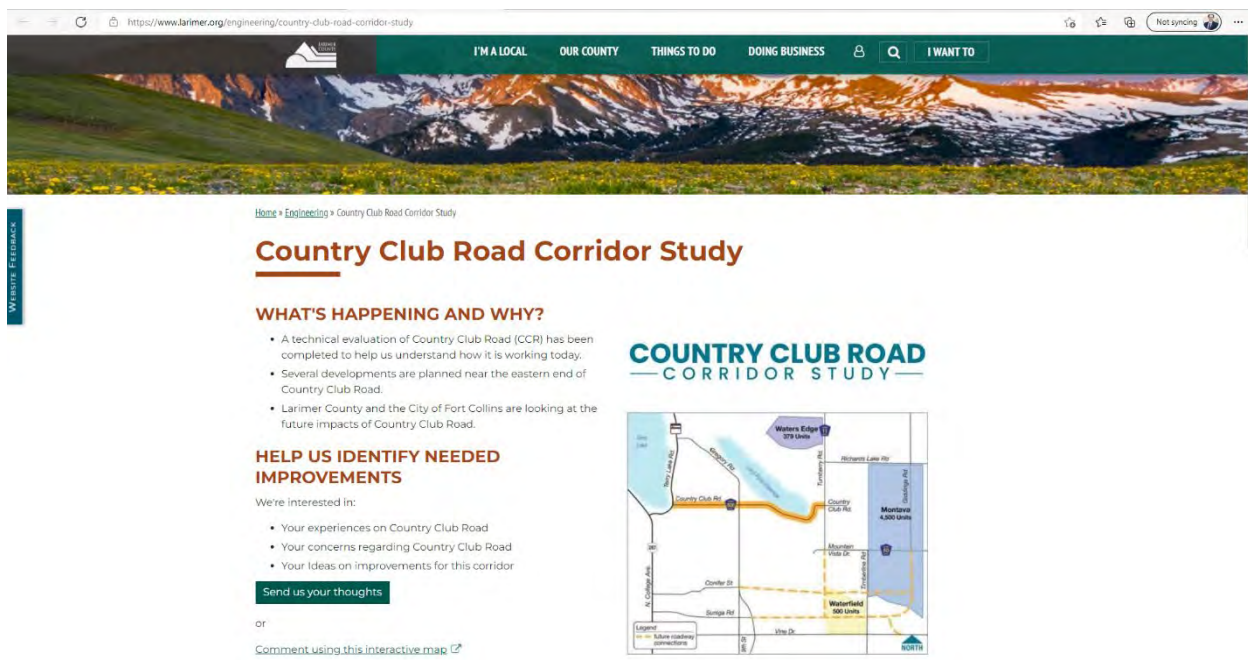 https://www.larimer.org/engineering/country-club-road-corridor-study
Not syncing
LARIMER
COUNTY
I'M A LOCAL
OUR COUNTY
THINGS TO DO
DOING BUSINESS
I WANT TO
WEBSITE FEEDBACK
Home » Engineering » Country Club Road Corridor Study
Country Club Road Corridor Study
WHAT'S HAPPENING AND WHY?
• A technical evaluation of Country Club Road (CCR) has been
completed to help us understand how it is working today.
• Several developments are planned near the eastern end of
Country Club Road.
• Larimer County and the City of Fort Collins are looking at the
future impacts of Country Club Road.
HELP US IDENTIFY NEEDED
IMPROVEMENTS
We're interested in:
• Your experiences on Country Club Road
• Your concerns regarding Country Club Road
• Your Ideas on improvements for this corridor
Send us your thoughts
or
Comment using this interactive map
COUNTRY CLUB ROAD
CORRIDOR STUDY
Waters Edge
379 Units
Terry Lake Rd.
Gregory Rd
Turnberry Rd.
Richards Lake Rd
Giddings Rd.
Country Club Rd
Country
Club Rd.
Montava
4,500 Units
Mountain
Vista Dr.
Timberline Rd
N. College Ave.
Conifer St
Suniga Rd
Waterfield
500 Units
Vine Dr
Legend
future roadway
connections
NORTH